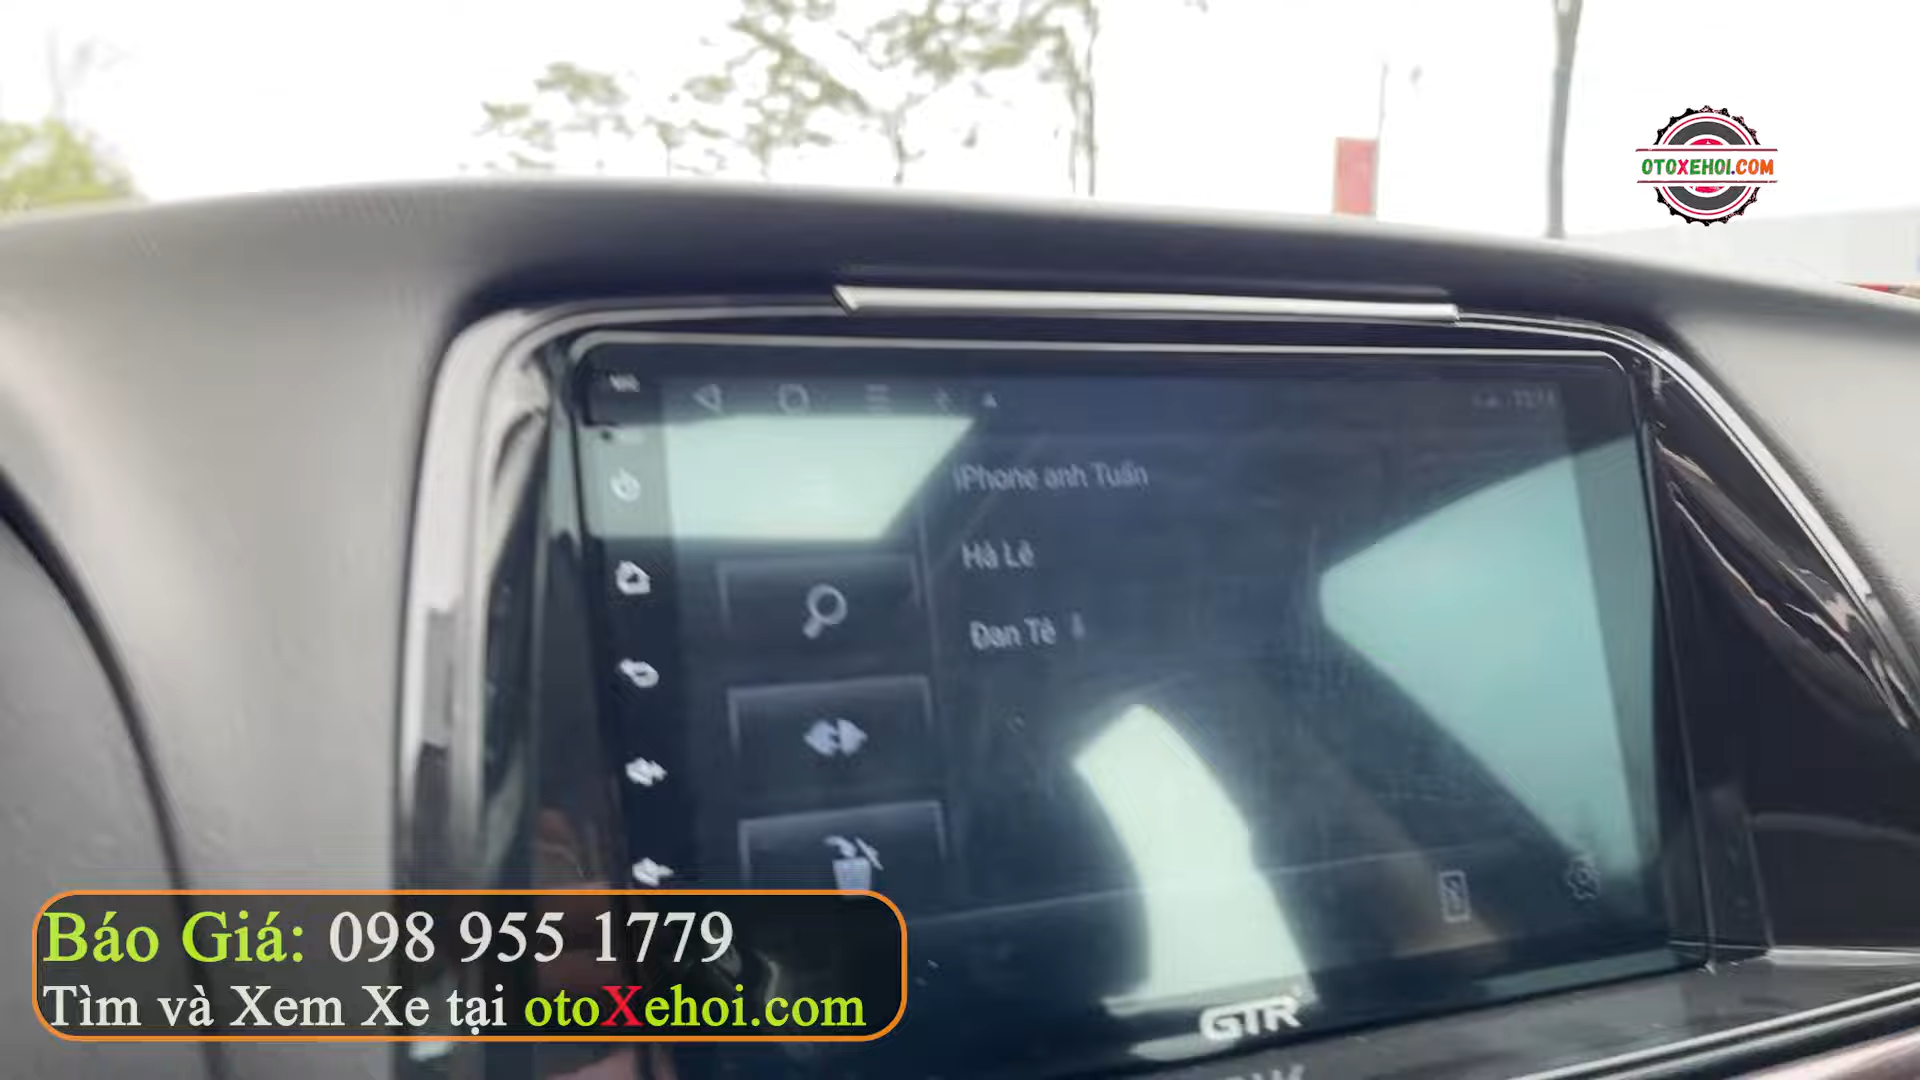 OTOXEHOI.COM
iPhone anh Tuấn
Hà Lê
Đan Tê
GTR
Báo Giá: 098 955 1779
Tìm và Xem Xe tại otoXehoi.com